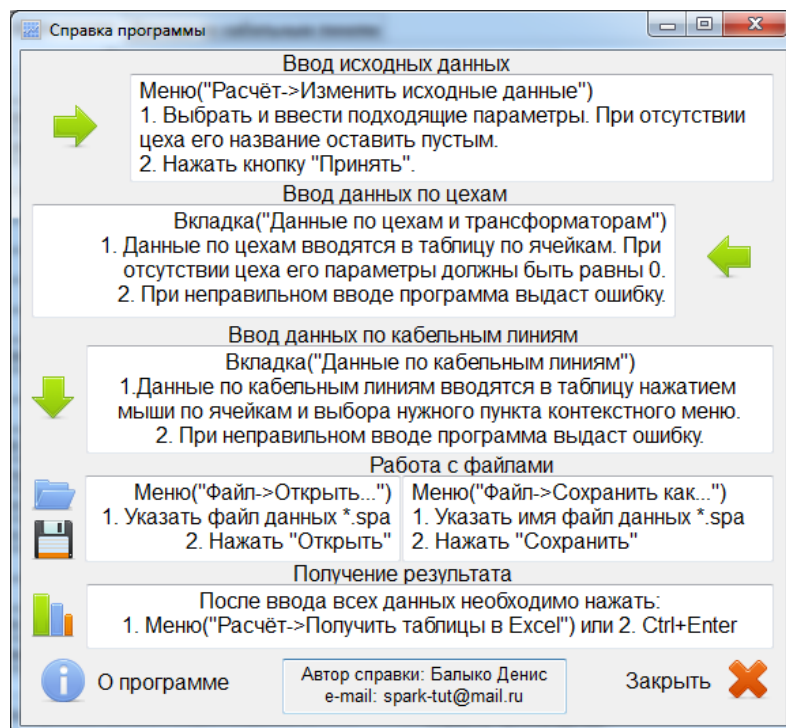 Справка программы
Ввод исходных данных
Меню("Расчёт->Изменить исходные данные")
1. Выбрать и ввести подходящие параметры. При отсутствии
цеха его название оставить пустым.
2. Нажать кнопку "Принять".
Ввод данных по цехам
Вкладка("Данные по цехам и трансформаторам")
1. Данные по цехам вводятся в таблицу по ячейкам. При
отсутствии цеха его параметры должны быть равны 0.
2. При неправильном вводе программа выдаст ошибку.
Ввод данных по кабельным линиям
Вкладка("Данные по кабельным линиям")
1.Данные по кабельным линиям вводятся в таблицу нажатием
мыши по ячейкам и выбора нужного пункта контекстного меню.
2. При неправильном вводе программа выдаст ошибку.
Работа с файлами
Меню("Файл->Открыть...")
1. Указать файл данных *.spa
2. Нажать "Открыть"
Меню("Файл->Сохранить как...")
1. Указать имя файл данных *.spa
2. Нажать "Сохранить"
Получение результата
После ввода всех данных необходимо нажать:
1. Меню("Расчёт->Получить таблицы в Excel") или 2. Ctrl+Enter
О программе
Автор справки: Балыко Денис
e-mail: spark-tut@mail.ru
Закрыть